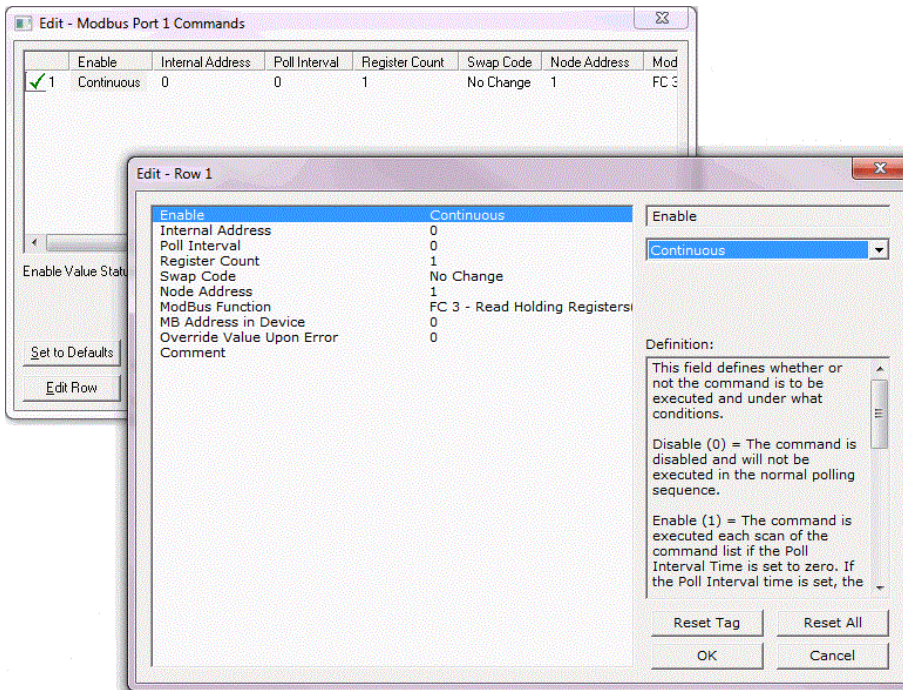 Edit - Modbus Port 1 Commands
Enable Internal Address Poll Interval Register Count Swap Code Node Address Mod
1 Continuous 0 0 1 No Change 1 FC 3
Enable Value Statu
Set to Defaults
Edit Row
Edit - Row 1
Enable Continuous
Internal Address 0
Poll Interval 0
Register Count 1
Swap Code No Change
Node Address 1
ModBus Function FC 3 - Read Holding Registers(
MB Address in Device 0
Override Value Upon Error 0
Comment
Enable
Continuous
Definition:
This field defines whether or
not the command is to be
executed and under what
conditions.
Disable (0) = The command is
disabled and will not be
executed in the normal polling
sequence.
Enable (1) = The command is
executed each scan of the
command list if the Poll
Interval Time is set to zero. If
the Poll Interval time is set, the
Reset Tag Reset All
OK Cancel